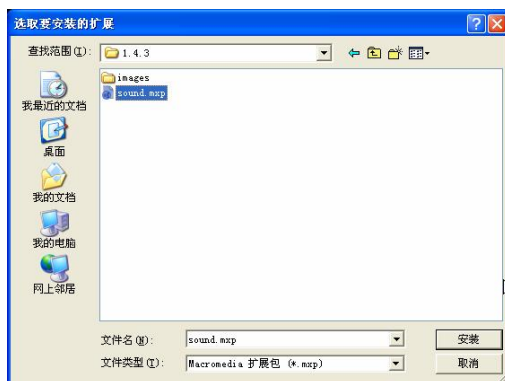 选取要安装的扩展
查找范围(I):
1.4.3
images
sound.mxp
我最近的文档
桌面
我的文档
我的电脑
网上邻居
文件名(N):
sound.mxp
安装
文件类型(T):
Macromedia 扩展包 (*.mxp)
取消